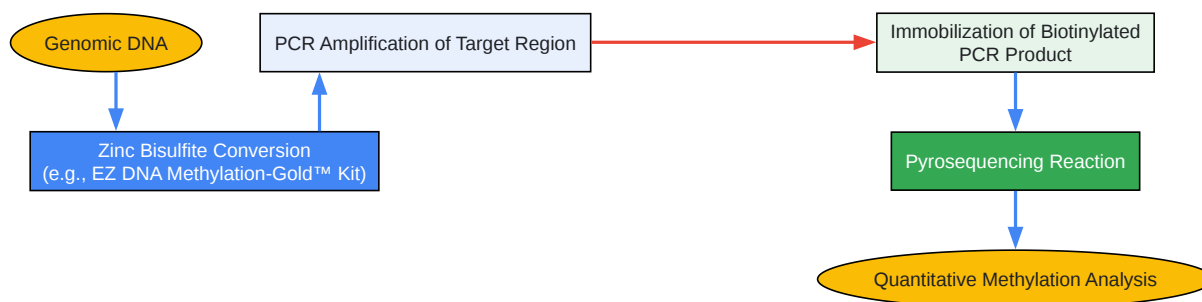 Genomic DNA
PCR Amplification of Target Region
Immobilization of Biotinylated
PCR Product
Zinc Bisulfite Conversion
(e.g., EZ DNA Methylation-Gold™ Kit)
Pyrosequencing Reaction
Quantitative Methylation Analysis